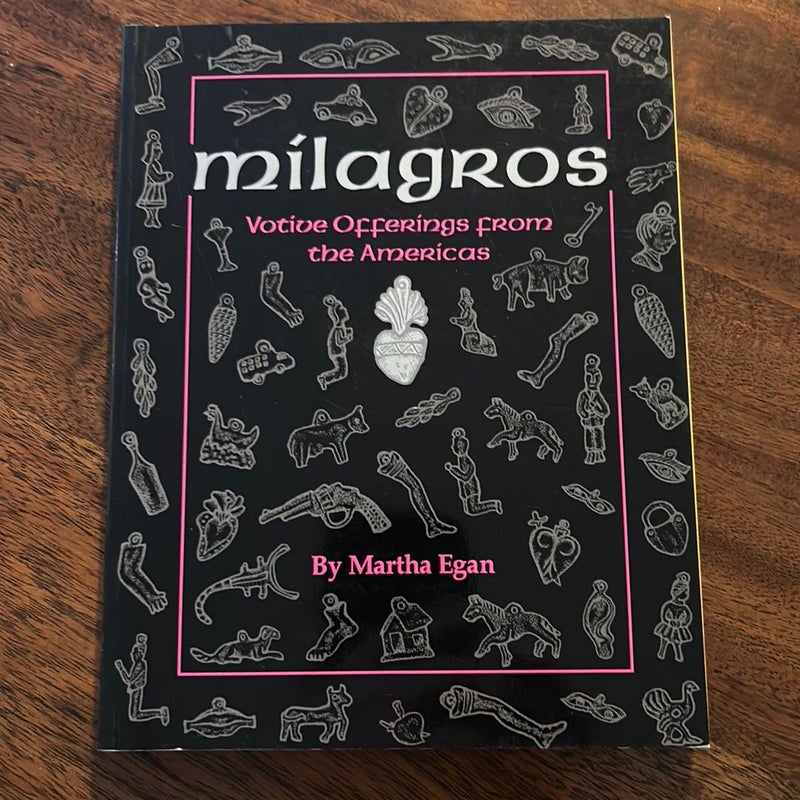 milagros
Votive Offerings from
the Americas
By Martha Egan